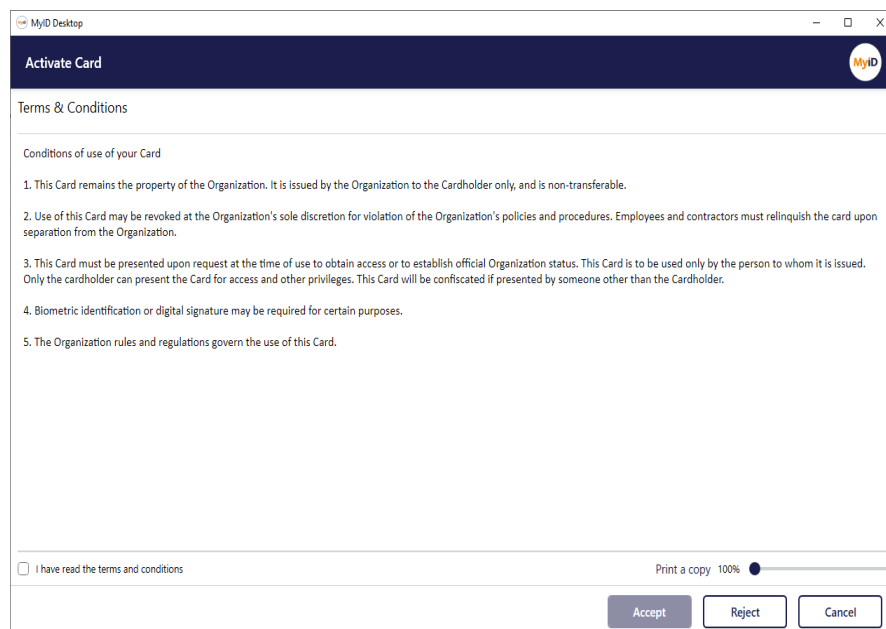 MyID Desktop
Activate Card
MyID
Terms & Conditions
Conditions of use of your Card
1. This Card remains the property of the Organization. It is issued by the Organization to the Cardholder only, and is non-transferable.
2. Use of this Card may be revoked at the Organization's sole discretion for violation of the Organization's policies and procedures. Employees and contractors must relinquish the card upon
separation from the Organization.
3. This Card must be presented upon request at the time of use to obtain access or to establish official Organization status. This Card is to be used only by the person to whom it is issued.
Only the cardholder can present the Card for access and other privileges. This Card will be confiscated if presented by someone other than the Cardholder.
4. Biometric identification or digital signature may be required for certain purposes.
5. The Organization rules and regulations govern the use of this Card.
I have read the terms and conditions
Print a copy 100%
Accept Reject Cancel